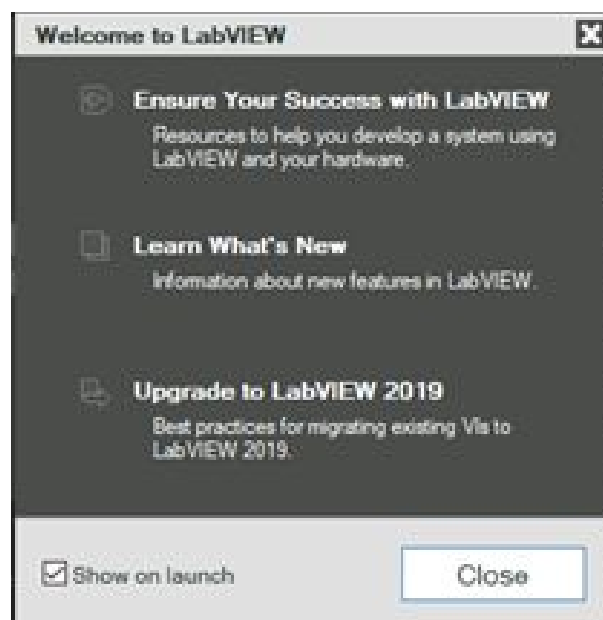 Welcome to LabVIEW
Ensure Your Success with LabVIEW
Resources to help you develop a system using
LabVIEW and your hardware.
Learn What's New
Information about new features in LabVIEW.
Upgrade to LabVIEW 2019
Best practices for migrating existing VIs to
LabVIEW 2019.
Show on launch
Close